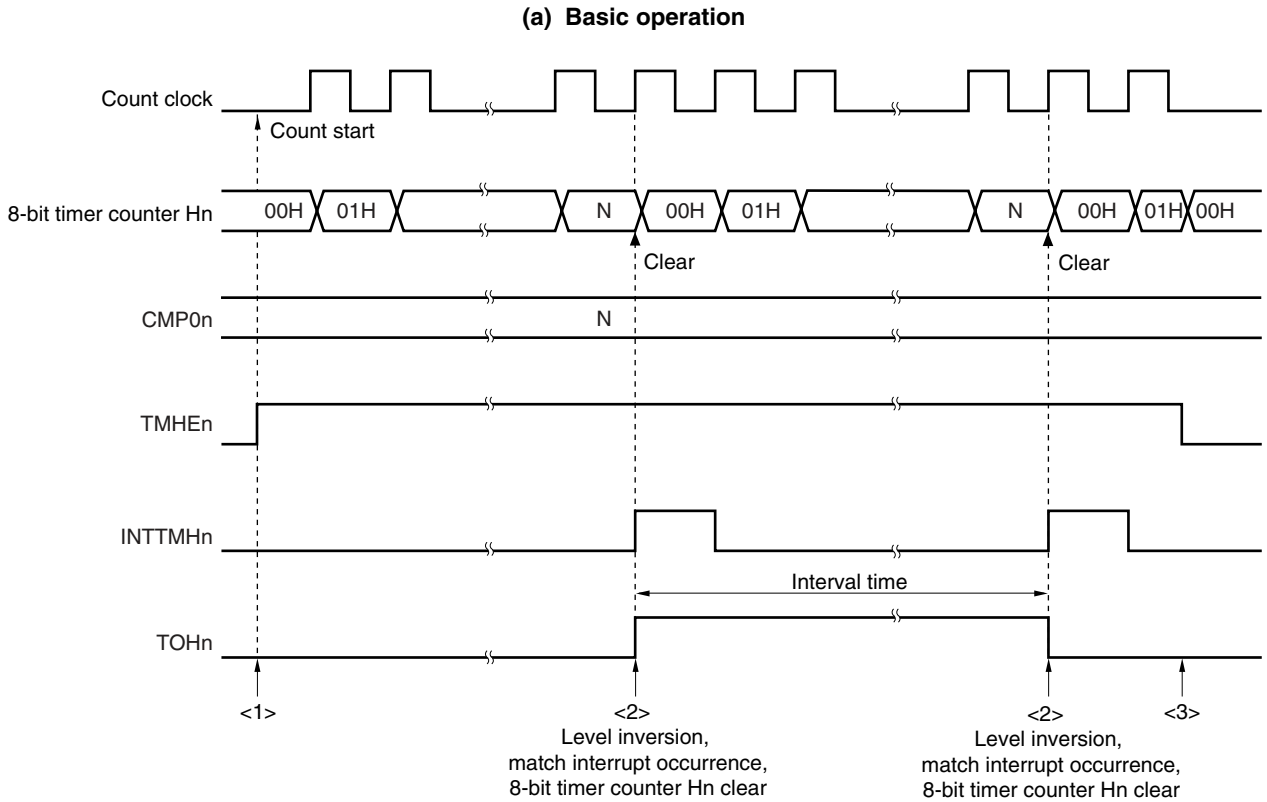 (a) Basic operation
Count clock
Count start
8-bit timer counter Hn
00H 01H N 00H 01H N 00H 01H 00H
Clear Clear
CMP0n
N
TMHEn
INTTMHn
Interval time
TOHn
<1> <2> <2> <3>
Level inversion,
match interrupt occurrence,
8-bit timer counter Hn clear
Level inversion,
match interrupt occurrence,
8-bit timer counter Hn clear